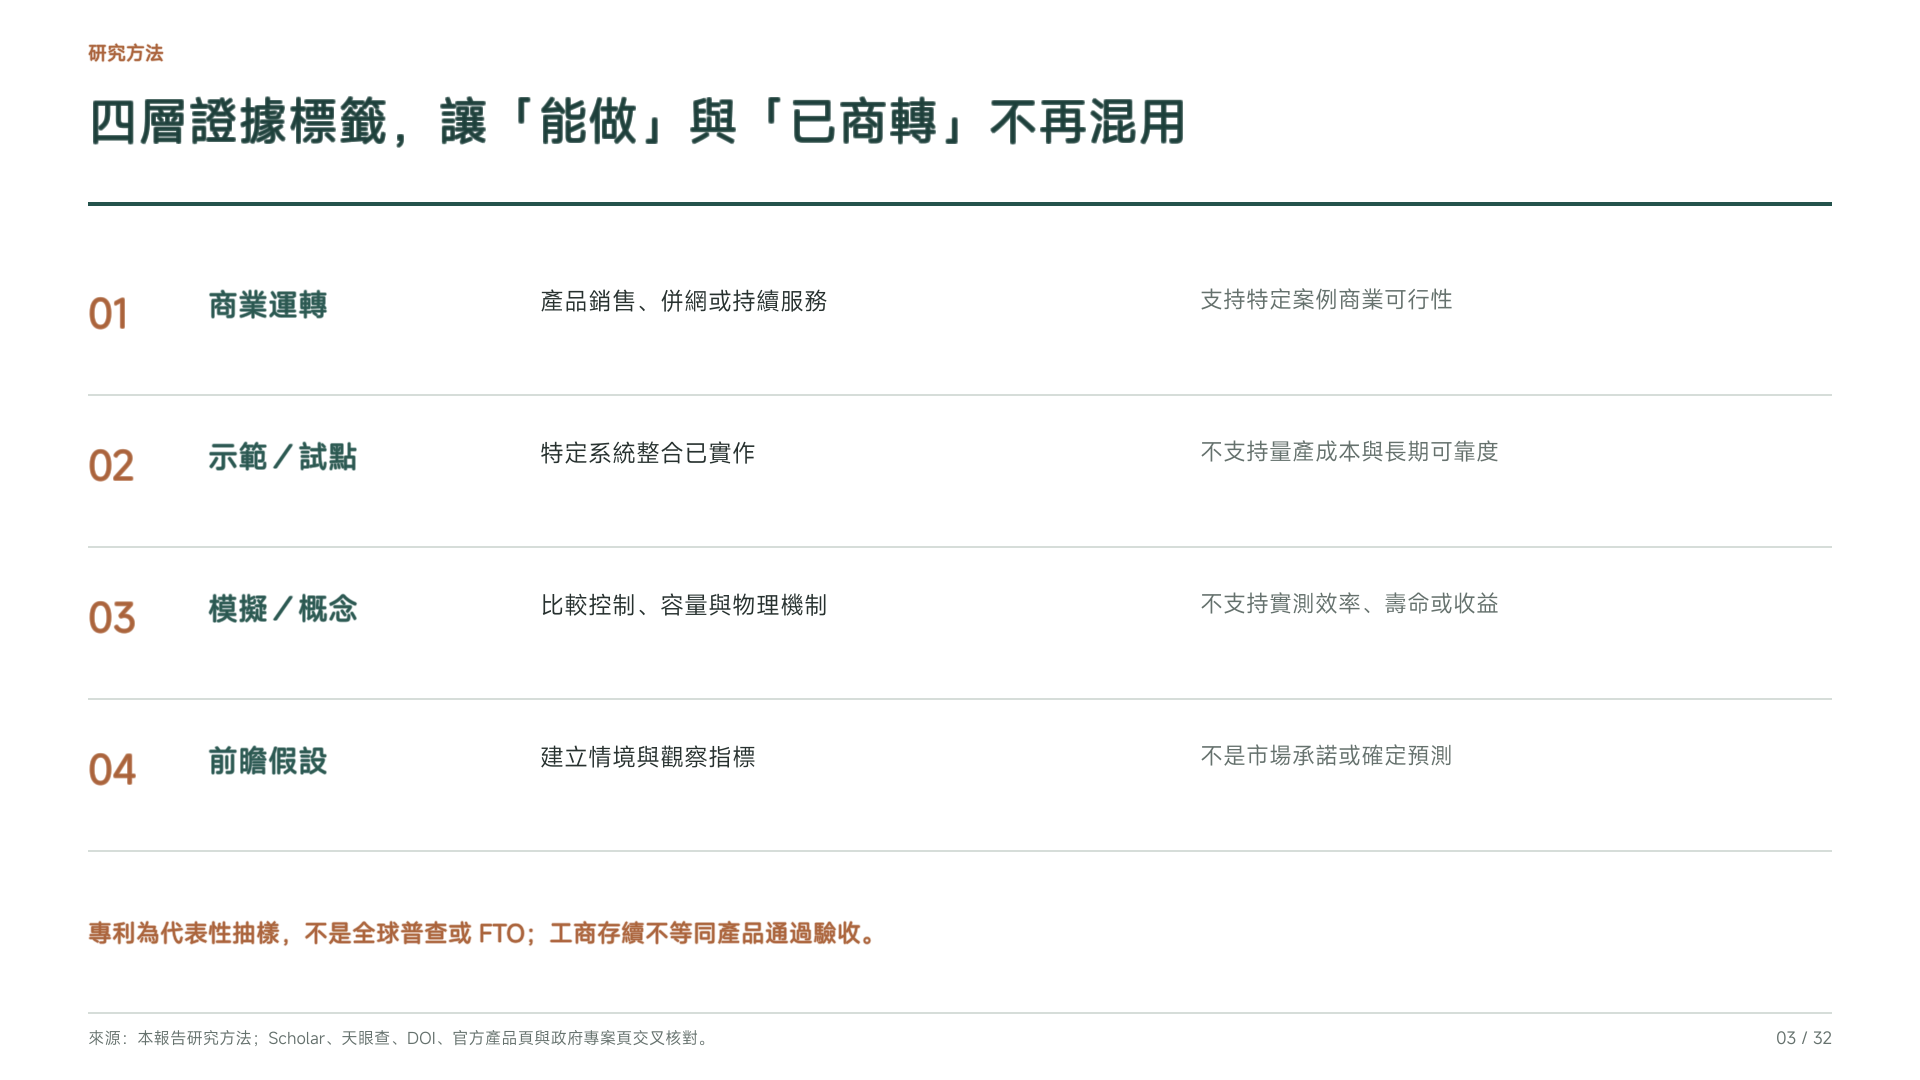 研究方法
四層證據標籤，讓「能做」與「已商轉」不再混用
01 商業運轉 產品銷售、併網或持續服務 支持特定案例商業可行性
02 示範／試點 特定系統整合已實作 不支持量產成本與長期可靠度
03 模擬／概念 比較控制、容量與物理機制 不支持實測效率、壽命或收益
04 前瞻假設 建立情境與觀察指標 不是市場承諾或確定預測
專利為代表性抽樣，不是全球普查或 FTO；工商存續不等同產品通過驗收。
來源：本報告研究方法；Scholar、天眼查、DOI、官方產品頁與政府專案頁交叉核對。
03 / 32